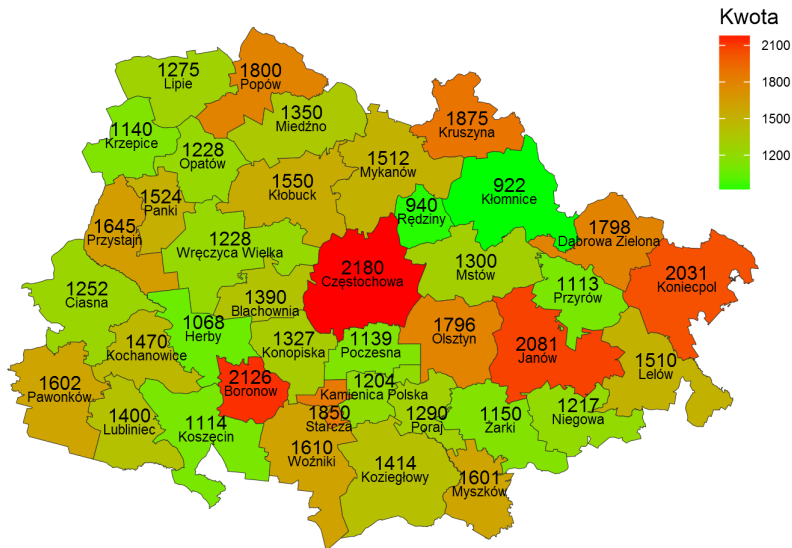 Kwota
2100
1800
1500
1200
1275
Lipie
1800
Popów
1350
Miedźno
1875
Kruszyna
1140
Krzepice
1228
Opatów
1512
Mykanów
1524
Panki
1550
Kłobuck
940
Rędziny
922
Kłomnice
1645
Przystajń
1228
Wręczyca Wielka
1798
Dąbrowa Zielona
2180
Częstochowa
1300
Mstów
2031
Koniecpol
1252
Ciasna
1390
Blachownia
1113
Przyrów
1068
Herby
1327
Konopiska
1139
Poczesna
1796
Olsztyn
2081
Janów
1470
Kochanowice
1510
Lelów
1602
Pawonków
2126
Boronow
1204
Kamienica Polska
1400
Lubliniec
1114
Koszecin
1850
Starcza
1290
Poraj
1150
Żarki
1217
Niegowa
1610
Woźniki
1414
Koziegłowy
1601
Myszków